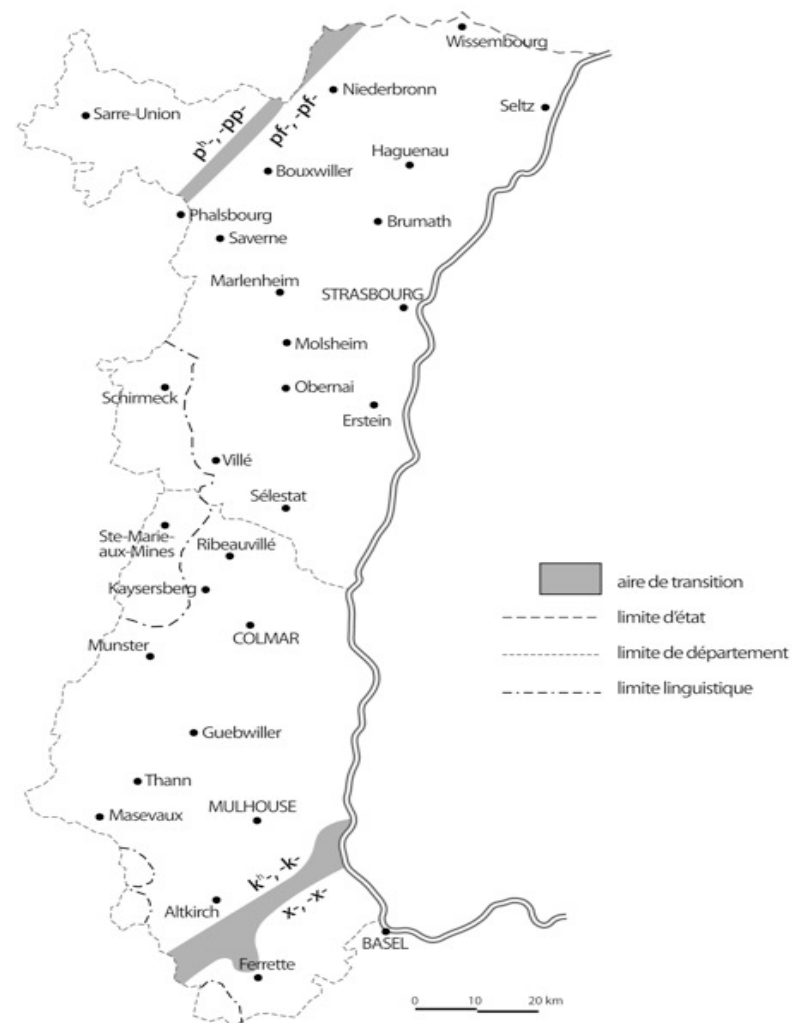 Wissembourg
Niederbronn
Seltz
Sarre-Union
pʰ-, -pp-
pf-, -pf-
Haguenau
Bouxwiller
Phalsbourg
Brumath
Saverne
Marlenheim
STRASBOURG
Molsheim
Schirmeck
Obernai
Erstein
Villé
Sélestat
Ste-Marie-
aux-Mines
Ribeauvillé
Kaysersberg
COLMAR
Munster
aire de transition
limite d'état
limite de département
limite linguistique
Guebwiller
Thann
Masevaux
MULHOUSE
kʰ-, -k-
x-, -x-
Altkirch
BASEL
Ferrette
0 10 20 km